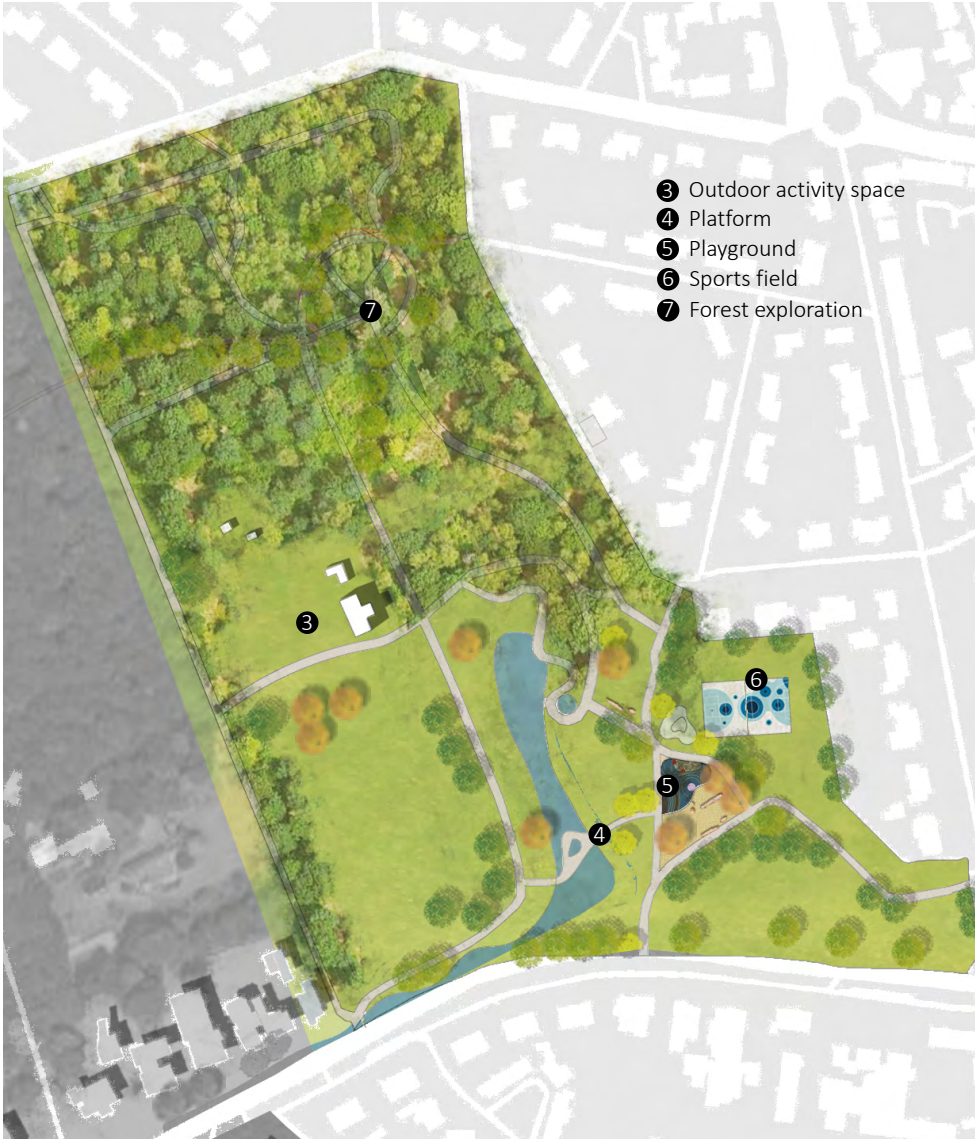 3 Outdoor activity space
4 Platform
5 Playground
6 Sports field
7 Forest exploration
7
3
6
5
4